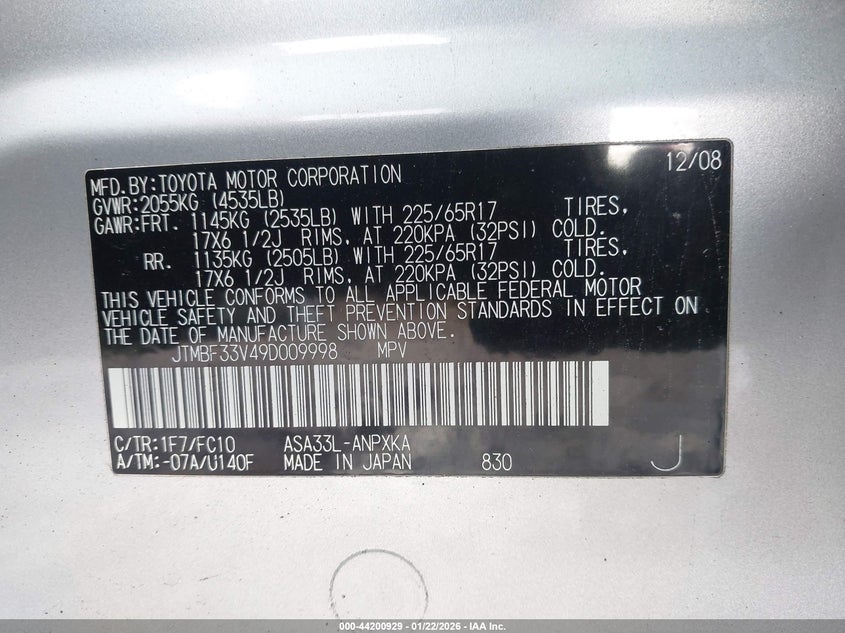 12/08
MFD.BY:TOYOTA MOTOR CORPORATION
GVWR:2055KG (4535LB)
GAWR:FRT. 1145KG (2535LB) WITH 225/65R17 TIRES,
17X6 1/2J RIMS, AT 220KPA (32PSI) COLD.
RR. 1135KG (2505LB) WITH 225/65R17 TIRES,
17X6 1/2J RIMS, AT 220KPA (32PSI) COLD.
THIS VEHICLE CONFORMS TO ALL APPLICABLE FEDERAL MOTOR
VEHICLE SAFETY AND THEFT PREVENTION STANDARDS IN EFFECT ON
THE DATE OF MANUFACTURE SHOWN ABOVE.
JTMBF33V49D009998 MPV
C/TR:1F7/FC10 ASA33L-ANPXKA
A/TM:-07A/U140F MADE IN JAPAN 830 J
000-44200929 - 01/22/2026 - IAA Inc.